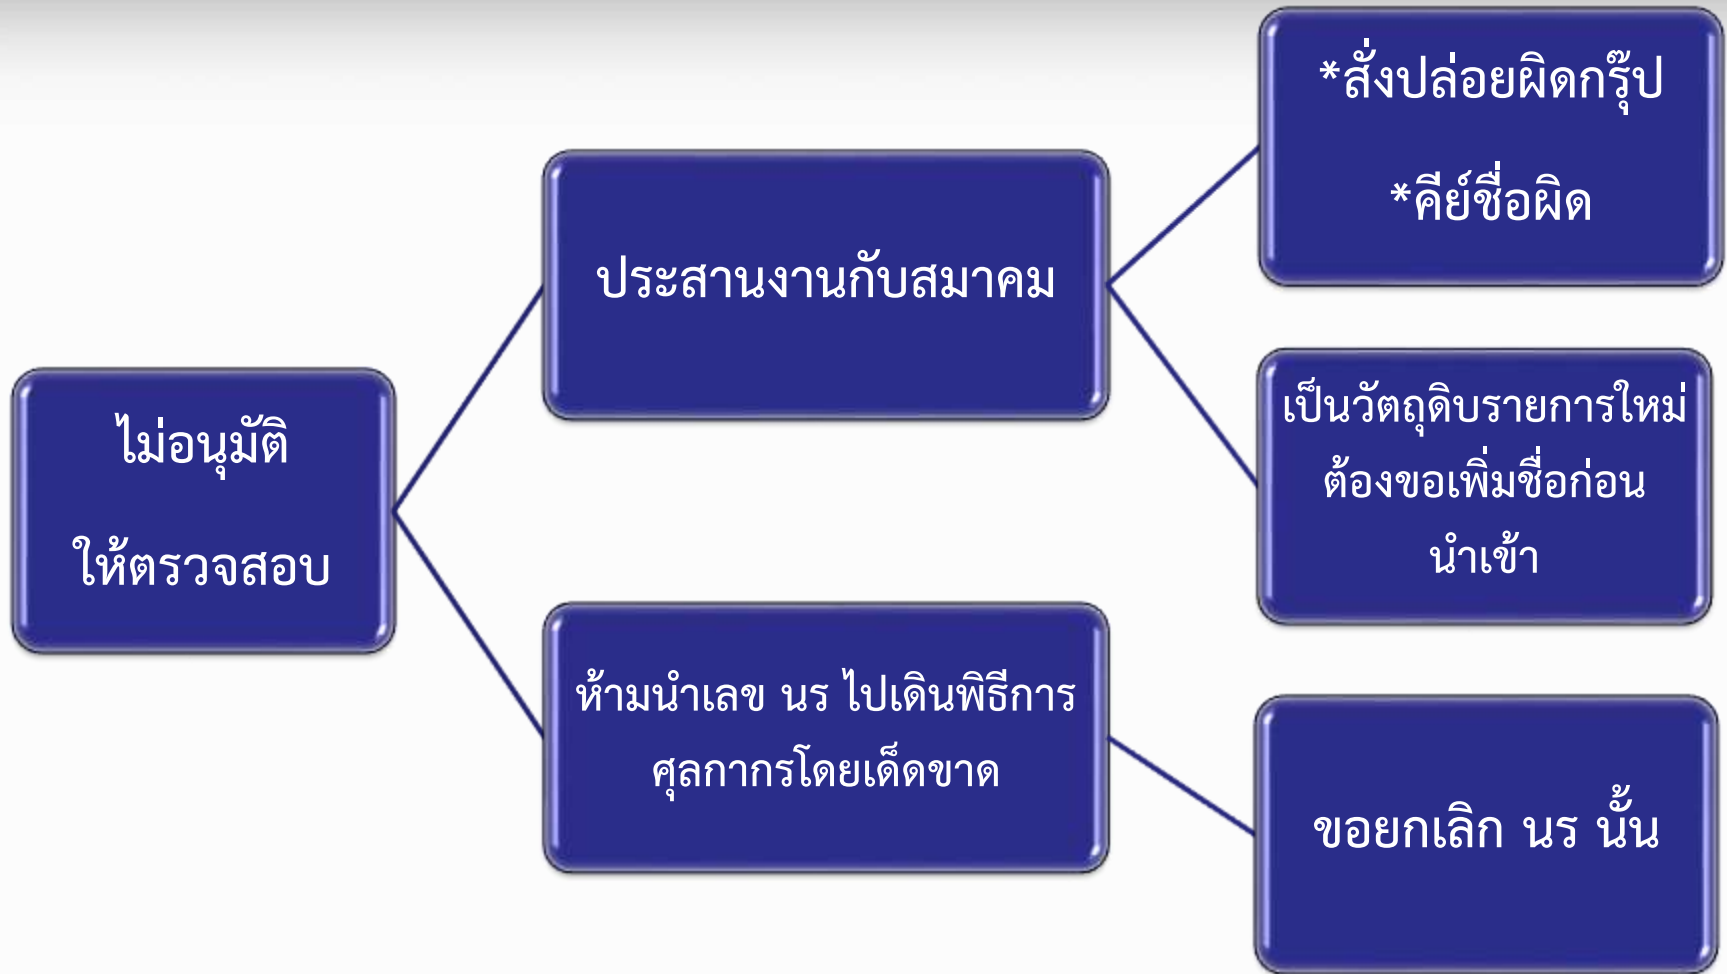 ไม่อนุมัติ
ให้ตรวจสอบ
ประสานงานกับสมาคม
*สั่งปล่อยผิดกรุ๊ป
*คีย์ชื่อผิด
เป็นวัตถุดิบรายการใหม่
ต้องขอเพิ่มชื่อก่อน
นำเข้า
ห้ามนำเลข นร ไปเดินพิธีการ
ศุลกากรโดยเด็ดขาด
ขอยกเลิก นร นั้น